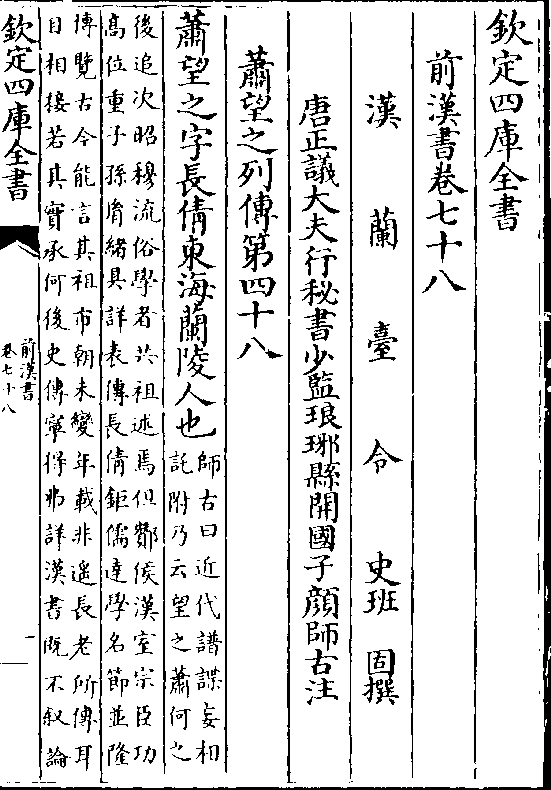 欽定四庫全書
前漢書卷七十八
漢蘭臺令史班固撰
唐正議大夫行秘書少監琅琊縣開國子顔師古注
蕭望之列傳第四十八
蕭望之字長倩東海蘭陵人也
師古曰近代譜諜妄相
託附乃云望之蕭何之
後追次昭穆流俗學者共祖述焉但酇侯漢室宗臣功
高位重子孫胄緒具詳表傳長倩鉅儒達學名節並隆
博覽古今能言其祖市朝未變年載非遥長老所傳耳
目相接若其實承何後史傳寧得弗詳漢書既不叙論
欽定四庫全書
前漢書
卷七十八
一